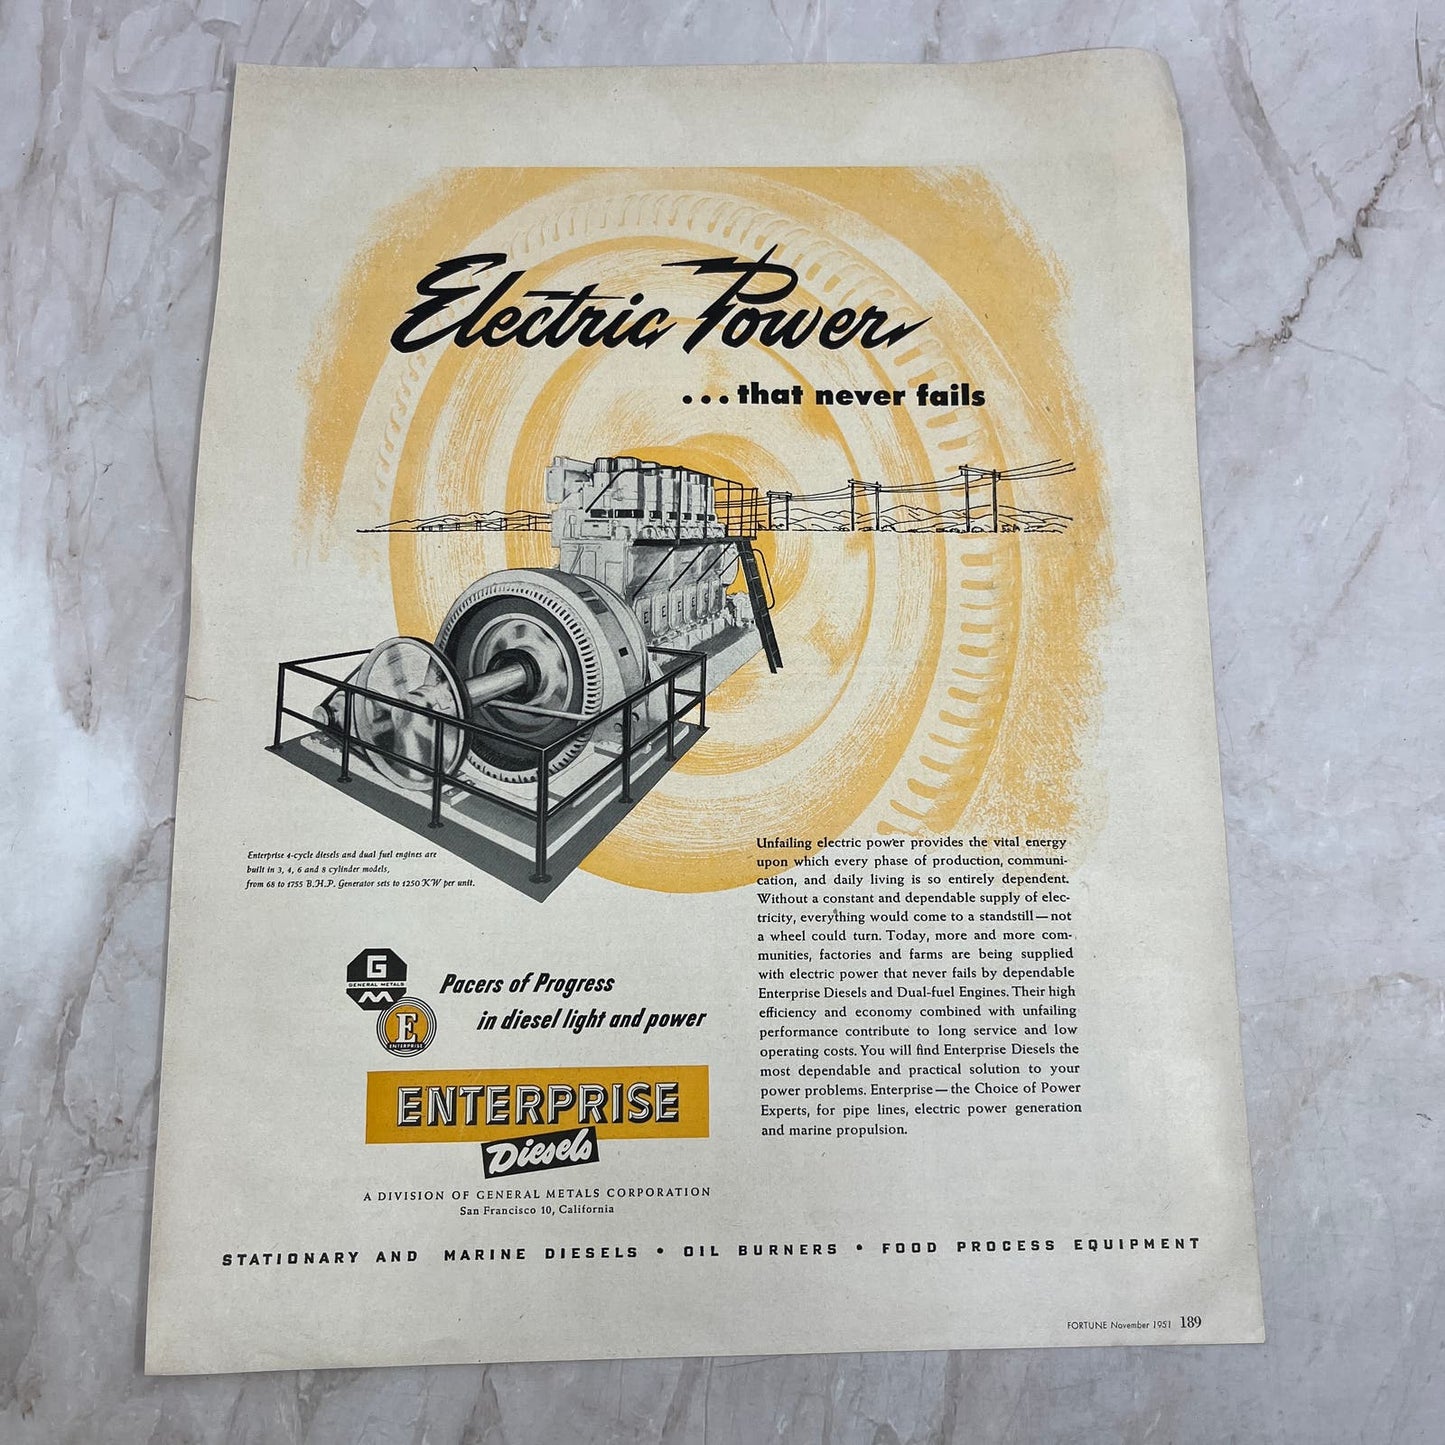 Electric Power
...that never fails
Enterprise 4-cycle diesels and dual fuel engines are
built in 3, 4, 6 and 8 cylinder models,
from 68 to 1755 B.H.P. Generator sets to 1250 KW per unit.
Unfailing electric power provides the vital energy
upon which every phase of production, communi-
cation, and daily living is so entirely dependent.
Without a constant and dependable supply of elec-
tricity, everything would come to a standstill—not
a wheel could turn. Today, more and more com-
munities, factories and farms are being supplied
with electric power that never fails by dependable
Enterprise Diesels and Dual-fuel Engines. Their high
efficiency and economy combined with unfailing
performance contribute to long service and low
operating costs. You will find Enterprise Diesels the
most dependable and practical solution to your
power problems. Enterprise—the Choice of Power
Experts, for pipe lines, electric power generation
and marine propulsion.
G
GENERAL METALS
M
E
ENTERPRISE
Pacers of Progress
in diesel light and power
ENTERPRISE
Diesels
A DIVISION OF GENERAL METALS CORPORATION
San Francisco 10, California
STATIONARY AND MARINE DIESELS • OIL BURNERS • FOOD PROCESS EQUIPMENT
FORTUNE November 1951 189